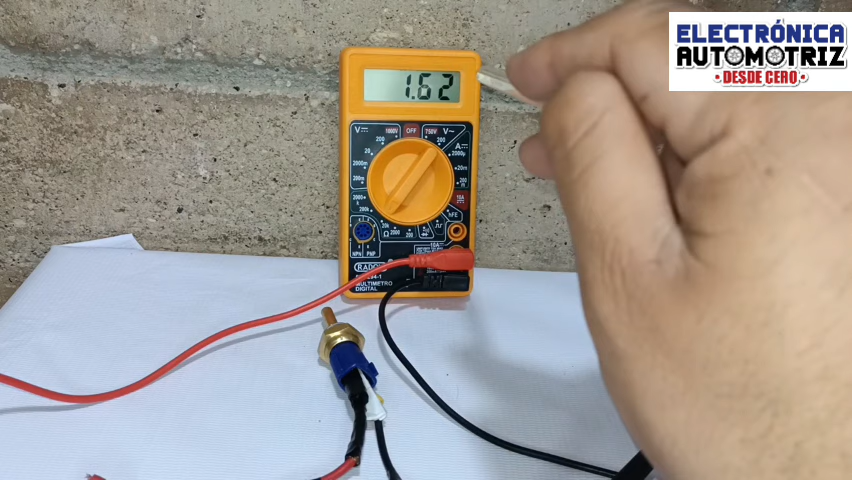 ELECTRÓNICA
AUTOMOTRIZ
DESDE CERO
1.62
V⎓ 1000V OFF 750V V~
200 200
20 A⎓
2000m 2000µ
200m 20m
200m
2000k 10A⎓
200k hFE
20k 2000 200
Ω
NPN PNP
10A⎓
MULTIMETRO
DIGITAL